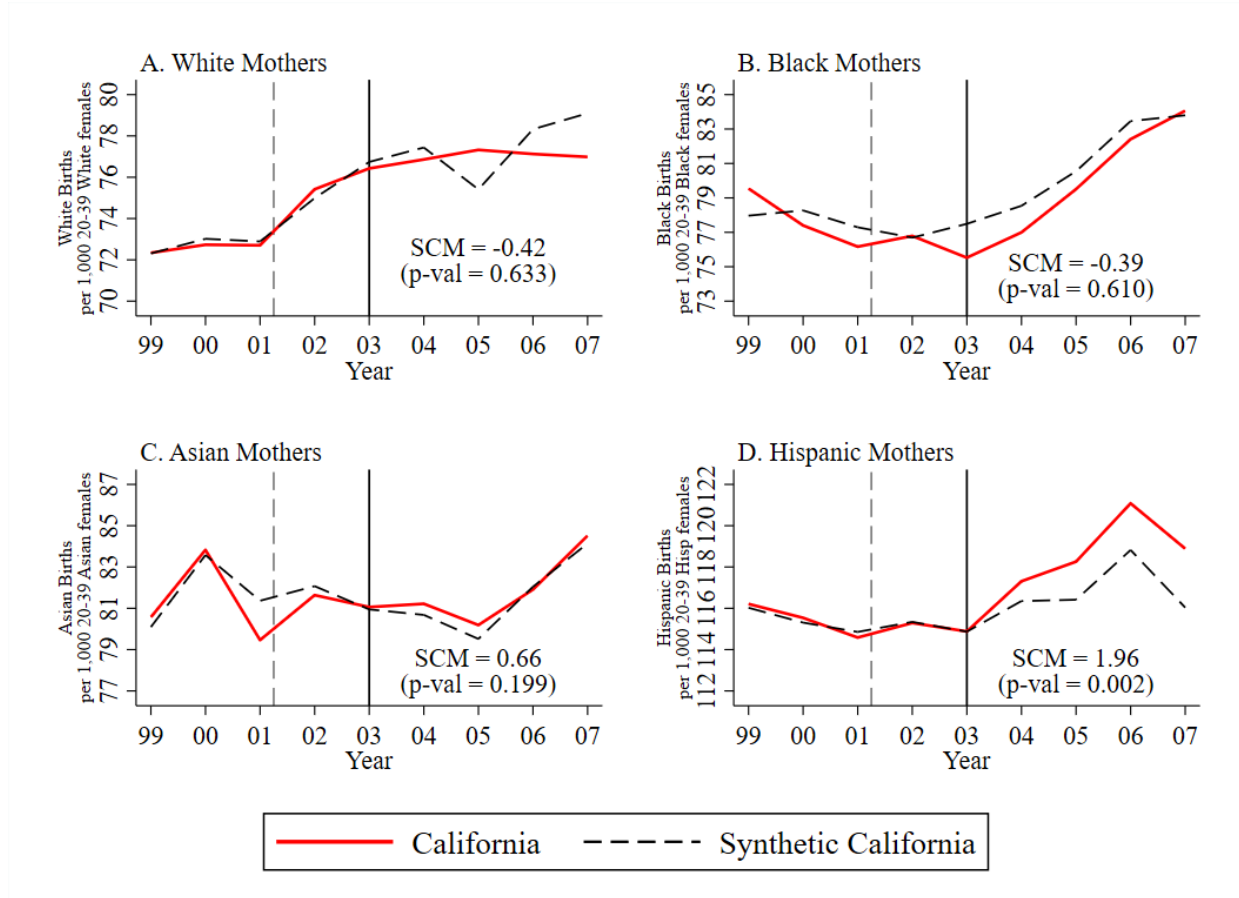 A. White Mothers
White Births
per 1,000 20-39 White females
80
78
76
74
72
70
SCM = -0.42
(p-val = 0.633)
99 00 01 02 03 04 05 06 07
Year
B. Black Mothers
Black Births
per 1,000 20-39 Black females
85
83
81
79
77
75
73
SCM = -0.39
(p-val = 0.610)
99 00 01 02 03 04 05 06 07
Year
C. Asian Mothers
Asian Births
per 1,000 20-39 Asian females
87
85
83
81
79
77
SCM = 0.66
(p-val = 0.199)
99 00 01 02 03 04 05 06 07
Year
D. Hispanic Mothers
Hispanic Births
per 1,000 20-39 Hisp females
122
120
118
116
114
112
SCM = 1.96
(p-val = 0.002)
99 00 01 02 03 04 05 06 07
Year
California
Synthetic California